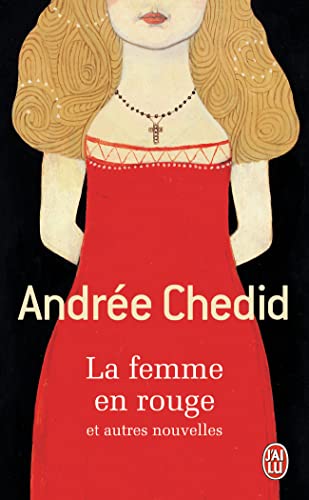 Andrée Chedid
La femme
en rouge
et autres nouvelles
J'AI
LU